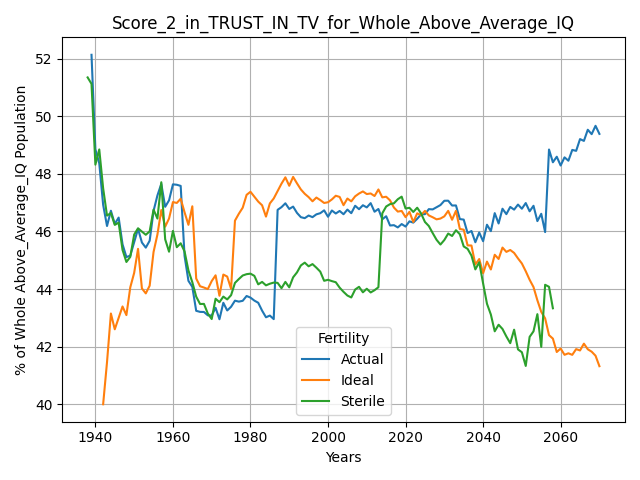 Score_2_in_TRUST_IN_TV_for_Whole_Above_Average_IQ
% of Whole Above_Average_IQ Population
52
50
48
46
44
42
40
Fertility
Actual
Ideal
Sterile
1940 1960 1980 2000 2020 2040 2060
Years